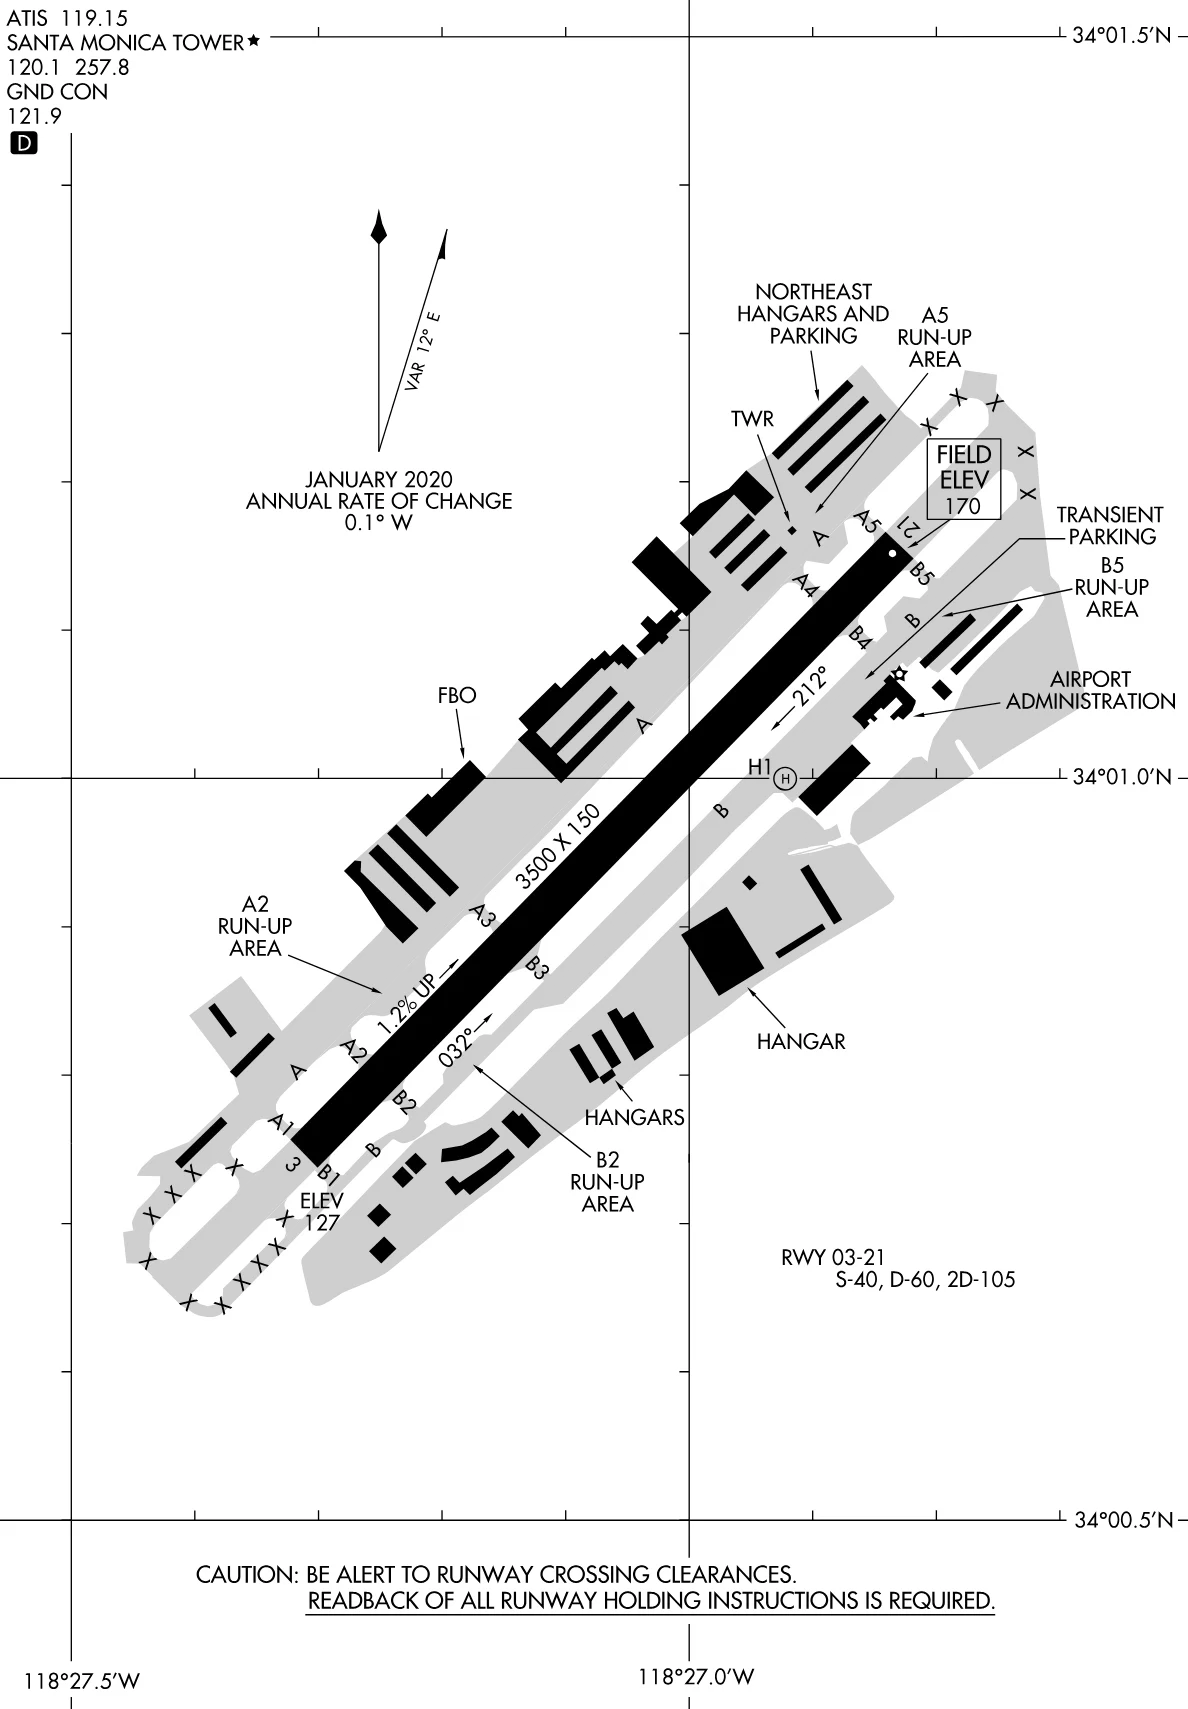 ATIS 119.15
SANTA MONICA TOWER★
120.1 257.8
GND CON
121.9
D
34°01.5'N
VAR 12° E
JANUARY 2020
ANNUAL RATE OF CHANGE
0.1° W
NORTHEAST
HANGARS AND
PARKING
A5
RUN-UP
AREA
TWR
X
X
X
X
X
FIELD
ELEV
170
A5
21
A
TRANSIENT
PARKING
B5
RUN-UP
AREA
A4
B5
B
B4
AIRPORT
ADMINISTRATION
212°
FBO
A
H1
H
34°01.0'N
B
3500 X 150
A2
RUN-UP
AREA
A3
B3
1.2% UP
032°
HANGAR
A2
A
B2
HANGARS
A1
B
3
B1
B2
RUN-UP
AREA
ELEV
127
X
X
X
X
X
X
X
X
X
X
X
RWY 03-21
S-40, D-60, 2D-105
34°00.5'N
CAUTION: BE ALERT TO RUNWAY CROSSING CLEARANCES.
READBACK OF ALL RUNWAY HOLDING INSTRUCTIONS IS REQUIRED.
118°27.5'W
118°27.0'W